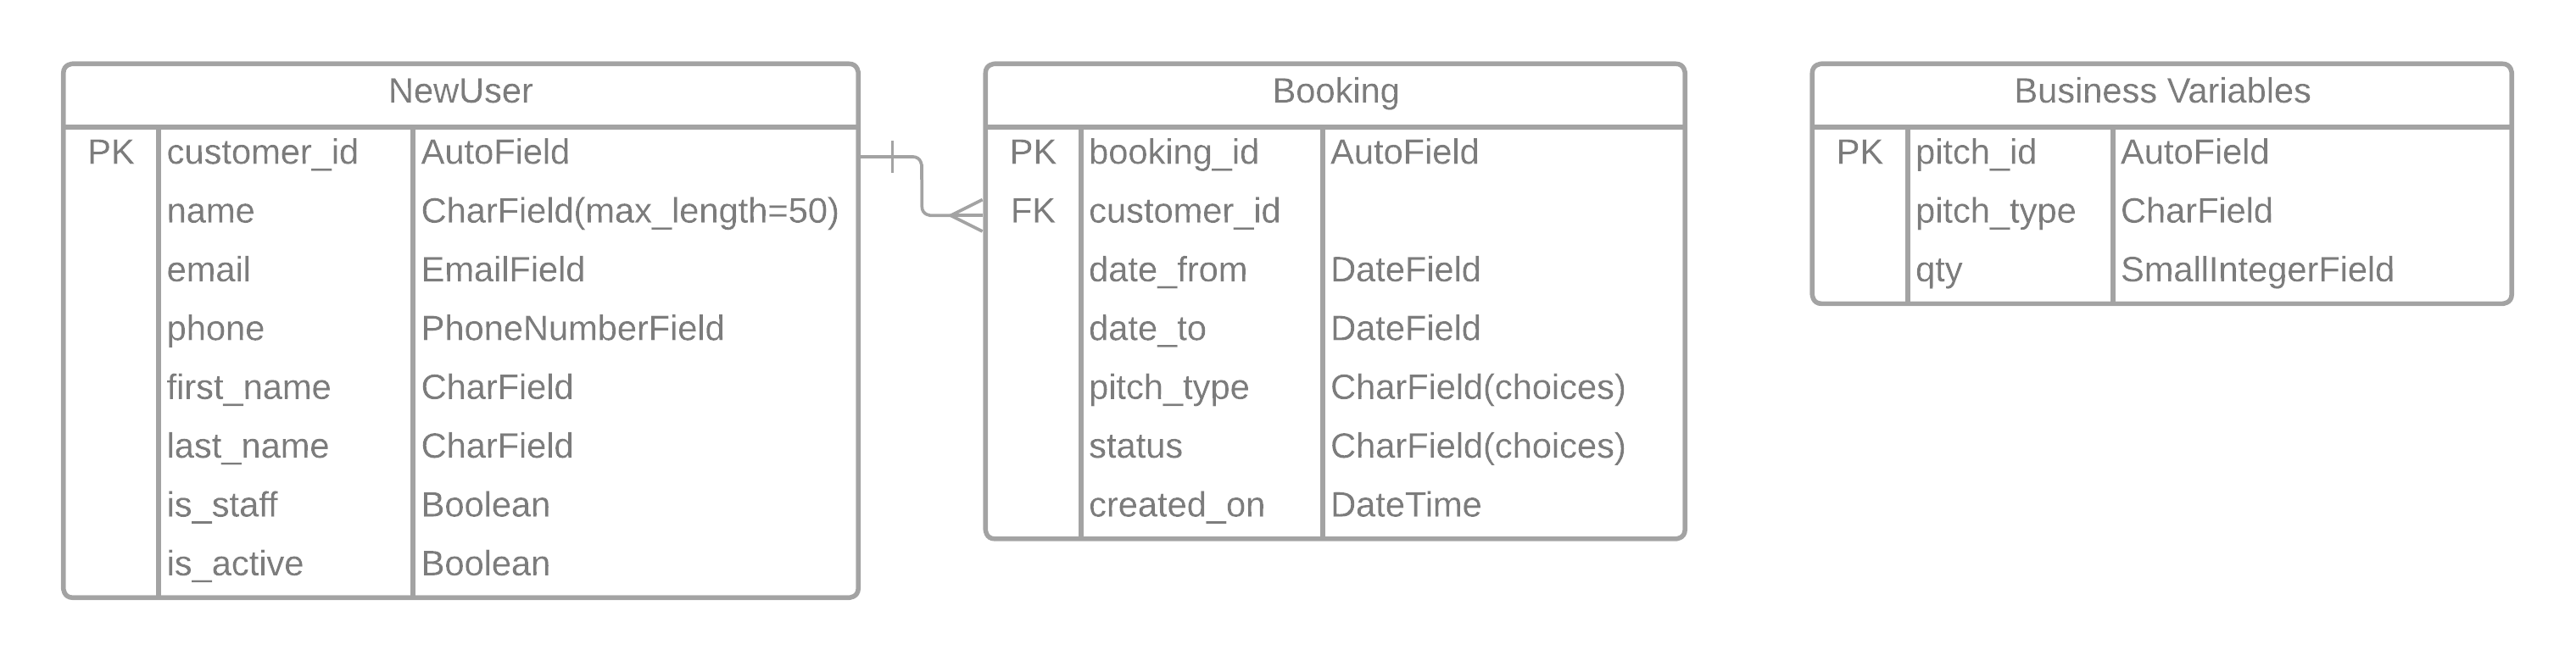 NewUser
PK customer_id AutoField
name CharField(max_length=50)
email EmailField
phone PhoneNumberField
first_name CharField
last_name CharField
is_staff Boolean
is_active Boolean
Booking
PK booking_id AutoField
FK customer_id
date_from DateField
date_to DateField
pitch_type CharField(choices)
status CharField(choices)
created_on DateTime
Business Variables
PK pitch_id AutoField
pitch_type CharField
qty SmallIntegerField